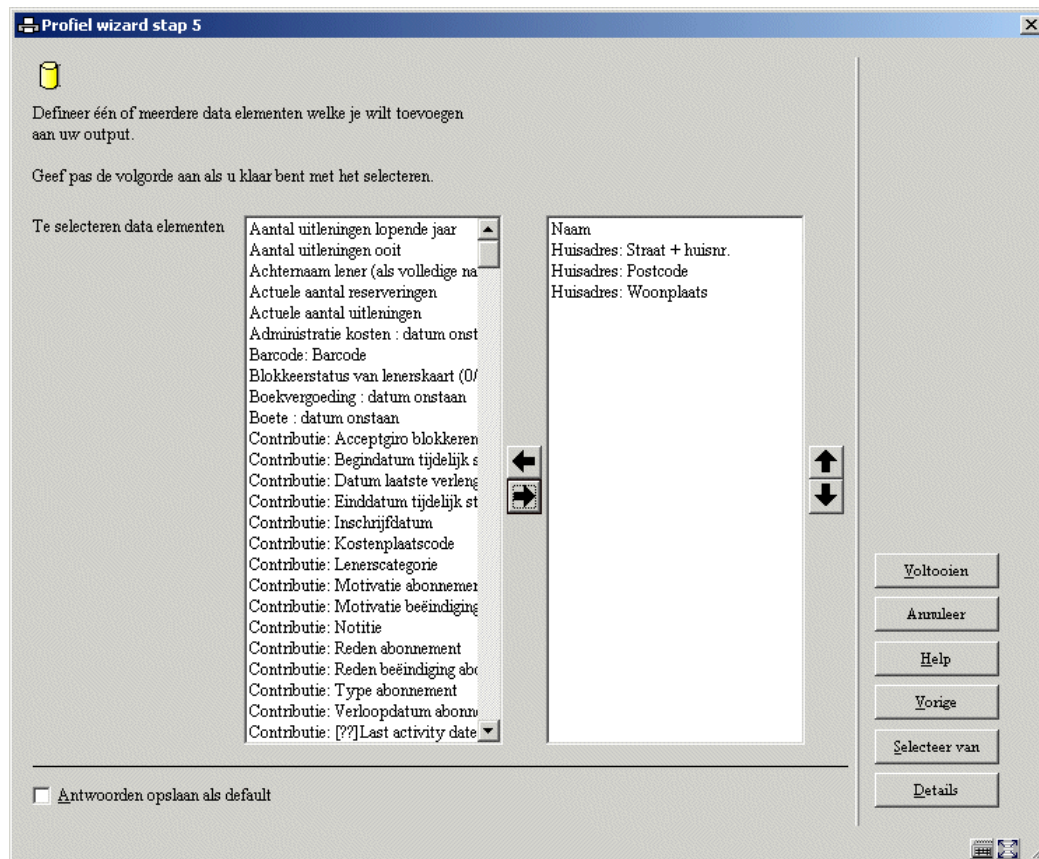 Profiel wizard stap 5
Defineer één of meerdere data elementen welke je wilt toevoegen
aan uw output.
Geef pas de volgorde aan als u klaar bent met het selecteren.
Te selecteren data elementen
Aantal uitleningen lopende jaar
Aantal uitleningen ooit
Achternaam lener (als volledige na
Actuele aantal reserveringen
Actuele aantal uitleningen
Administratie kosten : datum onst
Barcode: Barcode
Blokkeerstatus van lenerskaart (0/
Boekvergoeding : datum onstaan
Boete : datum onstaan
Contributie: Acceptgiro blokkeren
Contributie: Begindatum tijdelijk s
Contributie: Datum laatste verleng
Contributie: Einddatum tijdelijk st
Contributie: Inschrijfdatum
Contributie: Kostenplaatscode
Contributie: Lenerscategorie
Contributie: Motivatie abonnemen
Contributie: Motivatie beëindiging
Contributie: Notitie
Contributie: Reden abonnement
Contributie: Reden beëindiging abo
Contributie: Type abonnement
Contributie: Verloopdatum abonn
Contributie: [??]Last activity date
Naam
Huisadres: Straat + huisnr.
Huisadres: Postcode
Huisadres: Woonplaats
Voltooien
Annuleer
Help
Vorige
Selecteer van
Details
Antwoorden opslaan als default